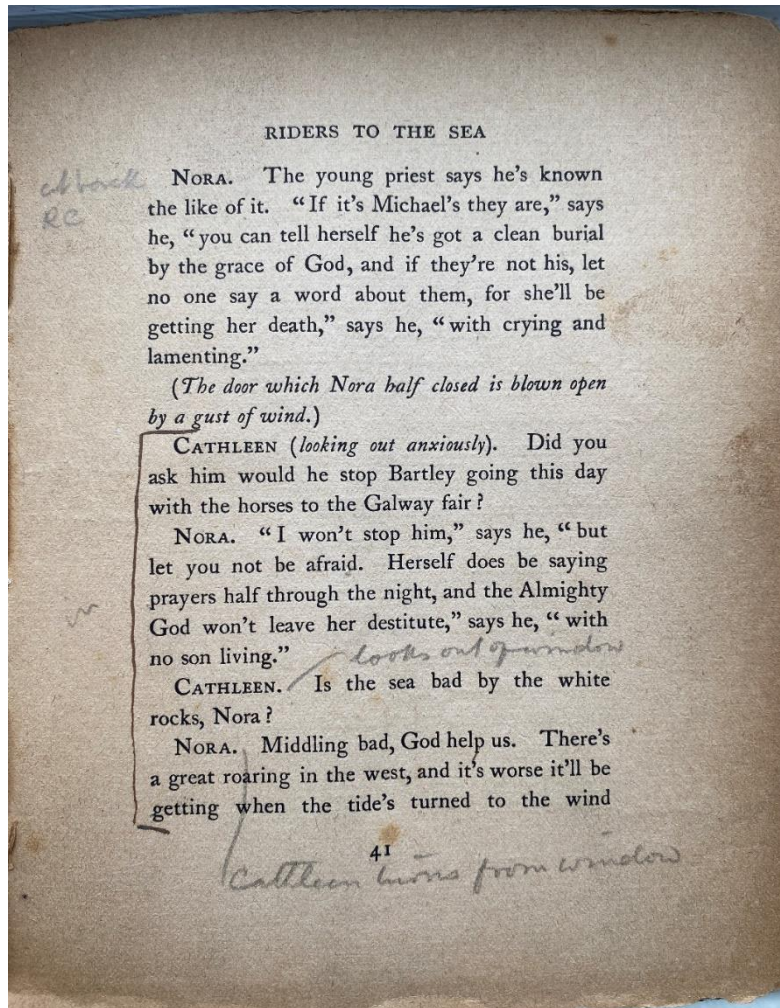 RIDERS TO THE SEA
at back
RC
NORA. The young priest says he's known
the like of it. “If it's Michael's they are,” says
he, “you can tell herself he's got a clean burial
by the grace of God, and if they're not his, let
no one say a word about them, for she'll be
getting her death,” says he, “with crying and
lamenting.”
(The door which Nora half closed is blown open
by a gust of wind.)
CATHLEEN (looking out anxiously). Did you
ask him would he stop Bartley going this day
with the horses to the Galway fair?
NORA. “I won't stop him,” says he, “but
let you not be afraid. Herself does be saying
prayers half through the night, and the Almighty
God won't leave her destitute,” says he, “with
no son living.”
looks out of window
CATHLEEN. Is the sea bad by the white
rocks, Nora?
NORA. Middling bad, God help us. There's
a great roaring in the west, and it's worse it'll be
getting when the tide's turned to the wind
41
Cathleen turns from window